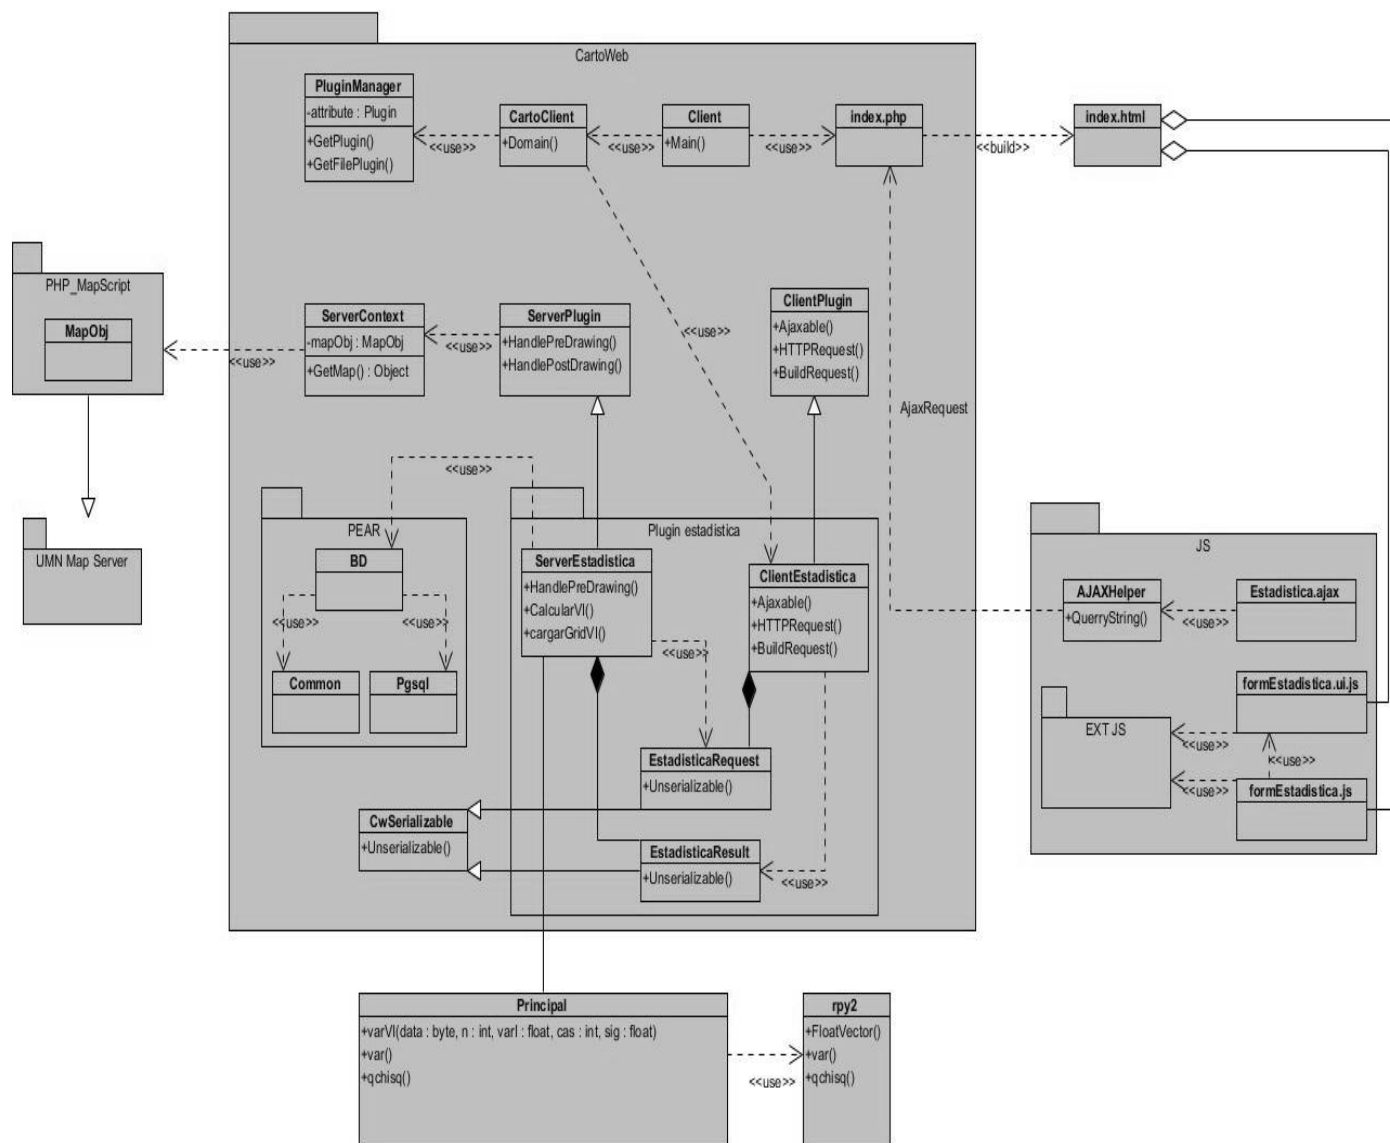 CartoWeb
PluginManager
-attribute : Plugin
+GetPlugin()
+GetFilePlugin()
<<use>>
CartoClient
+Domain()
<<use>>
Client
+Main()
<<use>>
index.php
<<build>>
index.html
PHP_MapScript
MapObj
<<use>>
ServerContext
-mapObj : MapObj
+GetMap() : Object
<<use>>
ServerPlugin
+HandlePreDrawing()
+HandlePostDrawing()
<<use>>
ClientPlugin
+Ajaxable()
+HTTPRequest()
+BuildRequest()
AjaxRequest
UMN Map Server
<<use>>
PEAR
BD
<<use>>
<<use>>
Common
Pgsql
Plugin estadistica
ServerEstadistica
+HandlePreDrawing()
+CalcularVI()
+cargarGridVI()
<<use>>
ClientEstadistica
+Ajaxable()
+HTTPRequest()
+BuildRequest()
EstadisticaRequest
+Unserializable()
CwSerializable
+Unserializable()
EstadisticaResult
+Unserializable()
<<use>>
JS
AJAXHelper
+QuerryString()
<<use>>
Estadistica.ajax
EXT JS
<<use>>
formEstadistica.ui.js
<<use>>
<<use>>
formEstadistica.js
Principal
+varVI(data : byte, n : int, varI : float, cas : int, sig : float)
+var()
+qchisq()
<<use>>
rpy2
+FloatVector()
+var()
+qchisq()